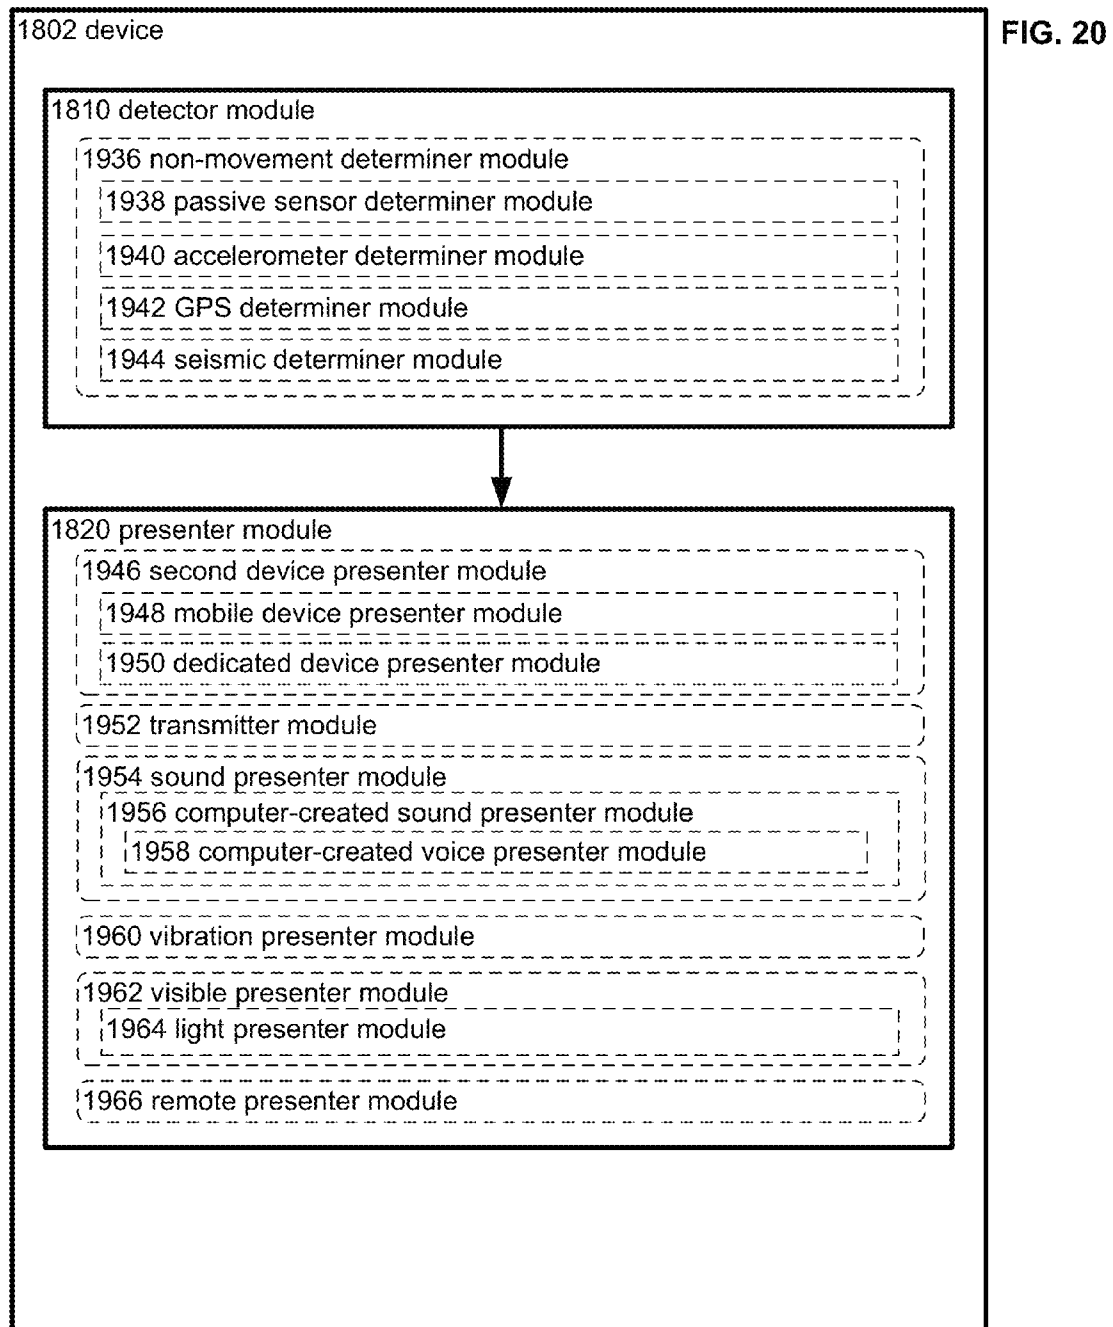 1802 device
FIG. 20
1810 detector module
1936 non-movement determiner module
1938 passive sensor determiner module
1940 accelerometer determiner module
1942 GPS determiner module
1944 seismic determiner module
1820 presenter module
1946 second device presenter module
1948 mobile device presenter module
1950 dedicated device presenter module
1952 transmitter module
1954 sound presenter module
1956 computer-created sound presenter module
1958 computer-created voice presenter module
1960 vibration presenter module
1962 visible presenter module
1964 light presenter module
1966 remote presenter module